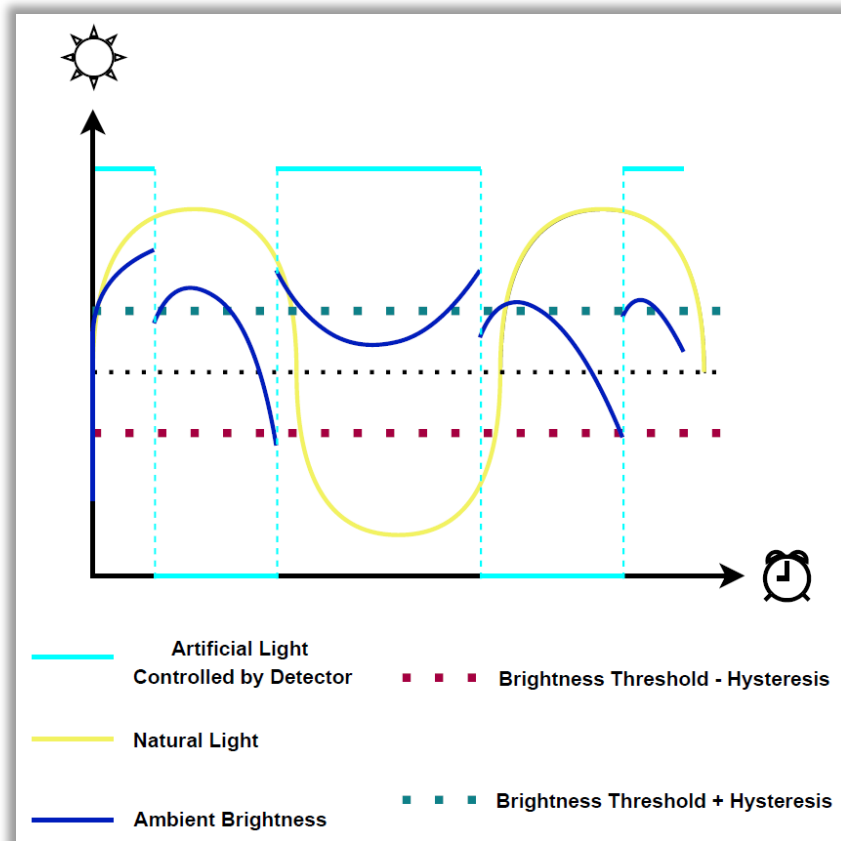 Artificial Light
Controlled by Detector
Brightness Threshold - Hysteresis
Natural Light
Brightness Threshold + Hysteresis
Ambient Brightness